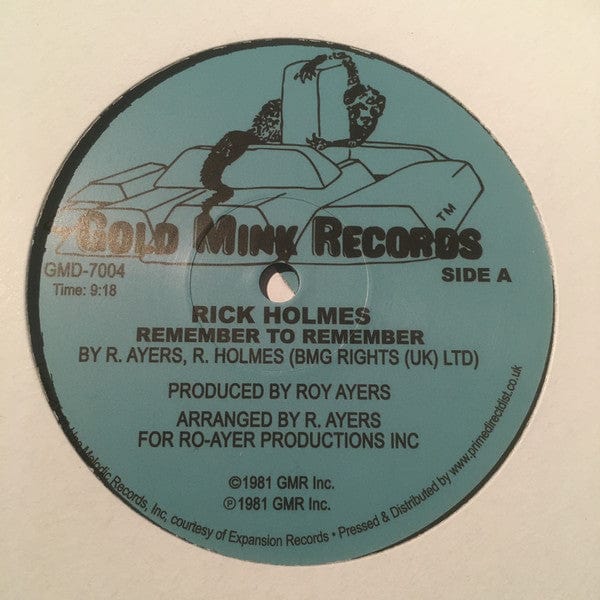 GOLD MINK RECORDS™
GMD-7004
SIDE A
Time: 9:18
RICK HOLMES
REMEMBER TO REMEMBER
BY R. AYERS, R. HOLMES (BMG RIGHTS (UK) LTD)
PRODUCED BY ROY AYERS
ARRANGED BY R. AYERS
FOR RO-AYER PRODUCTIONS INC
©1981 GMR Inc.
℗1981 GMR Inc.
Melodic Records, Inc, courtesy of Expansion Records • Pressed & Distributed by www.primedirectdist.co.uk